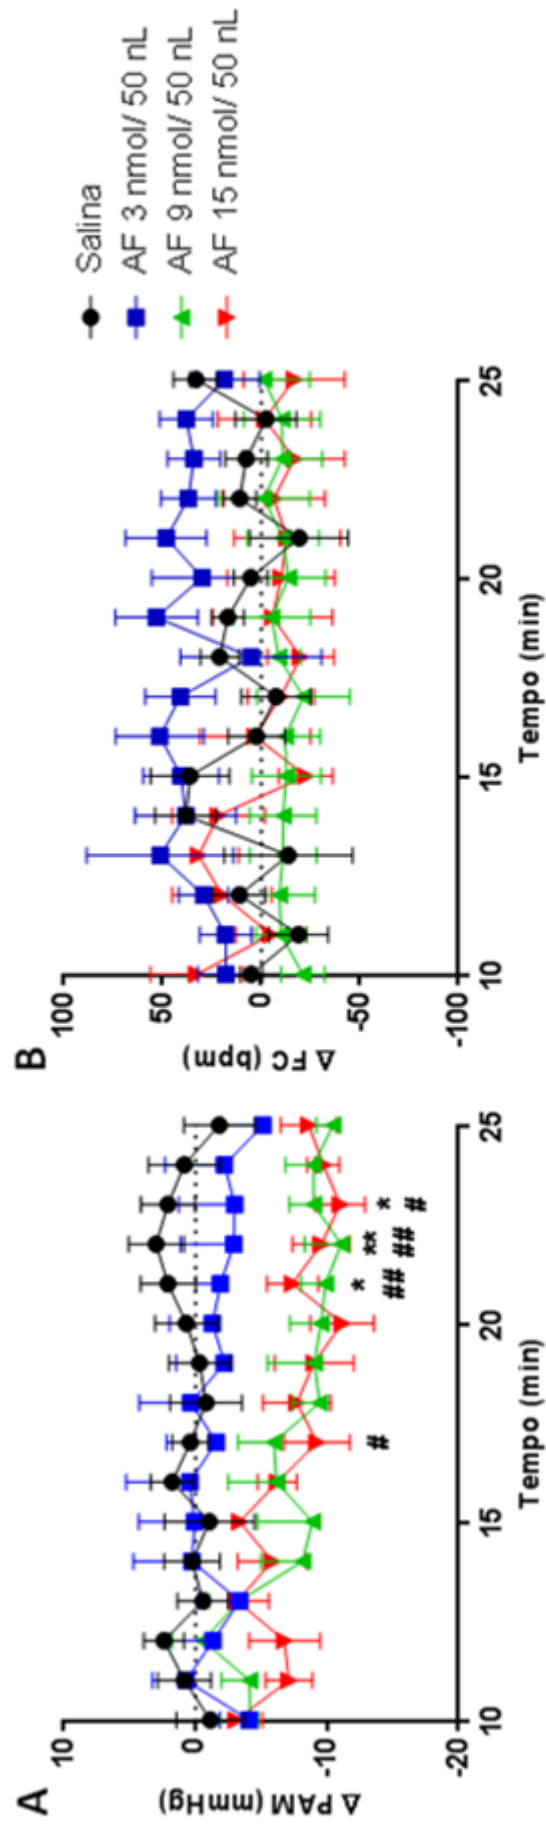 A
Δ PAM (mmHg)
10
0
-10
-20
10
15
20
25
Tempo (min)
#
*
##
**
##
*
#
B
Δ FC (bpm)
100
50
0
-50
-100
10
15
20
25
Tempo (min)
Salina
AF 3 nmol/ 50 nL
AF 9 nmol/ 50 nL
AF 15 nmol/ 50 nL